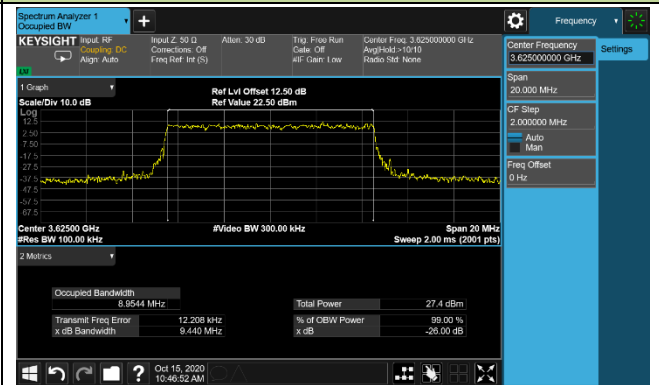 Spectrum Analyzer 1
Occupied BW
Frequency
KEYSIGHT
Input: RF
Coupling: DC
Align: Auto
Input Z: 50 Ω
Corrections: Off
Freq Ref: Int (S)
Atten: 30 dB
Trig: Free Run
Gate: Off
#IF Gain: Low
Center Freq: 3.625000000 GHz
Avg|Hold:>10/10
Radio Std: None
Center Frequency
3.625000000 GHz
Settings
Span
20.000 MHz
CF Step
2.000000 MHz
Auto
Man
Freq Offset
0 Hz
1 Graph
Scale/Div 10.0 dB
Ref Lvl Offset 12.50 dB
Ref Value 22.50 dBm
Log
12.5
2.50
-7.50
-17.5
-27.5
-37.5
-47.5
-57.5
-67.5
Center 3.62500 GHz
#Video BW 300.00 kHz
Span 20 MHz
#Res BW 100.00 kHz
Sweep 2.00 ms (2001 pts)
2 Metrics
Occupied Bandwidth
8.9544 MHz
Total Power 27.4 dBm
Transmit Freq Error 12.208 kHz
% of OBW Power 99.00 %
x dB Bandwidth 9.440 MHz
x dB -26.00 dB
?
Oct 15, 2020
10:46:52 AM